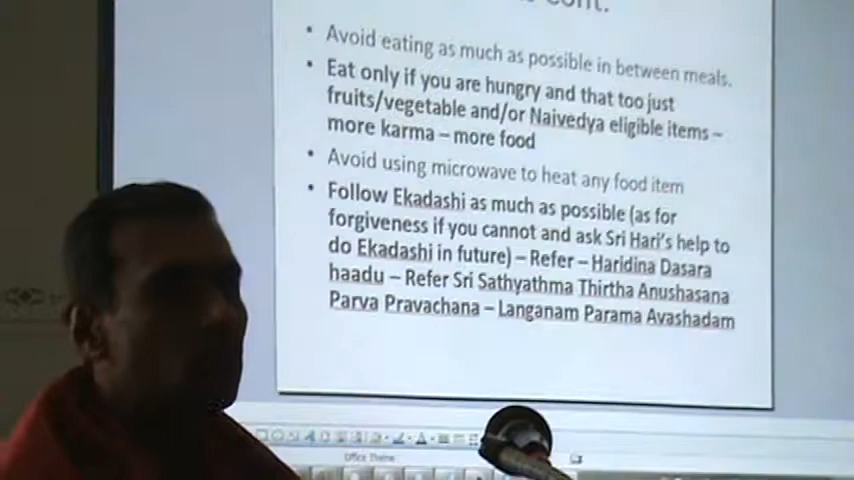 cont.
• Avoid eating as much as possible in between meals.
• Eat only if you are hungry and that too just
fruits/vegetable and/or Naivedya eligible items –
more karma – more food
• Avoid using microwave to heat any food item
• Follow Ekadashi as much as possible (as for
forgiveness if you cannot and ask Sri Hari's help to
do Ekadashi in future) – Refer – Haridina Dasara
haadu – Refer Sri Sathyathma Thirtha Anushasana
Parva Pravachana – Langanam Parama Avashadam
Office Theme